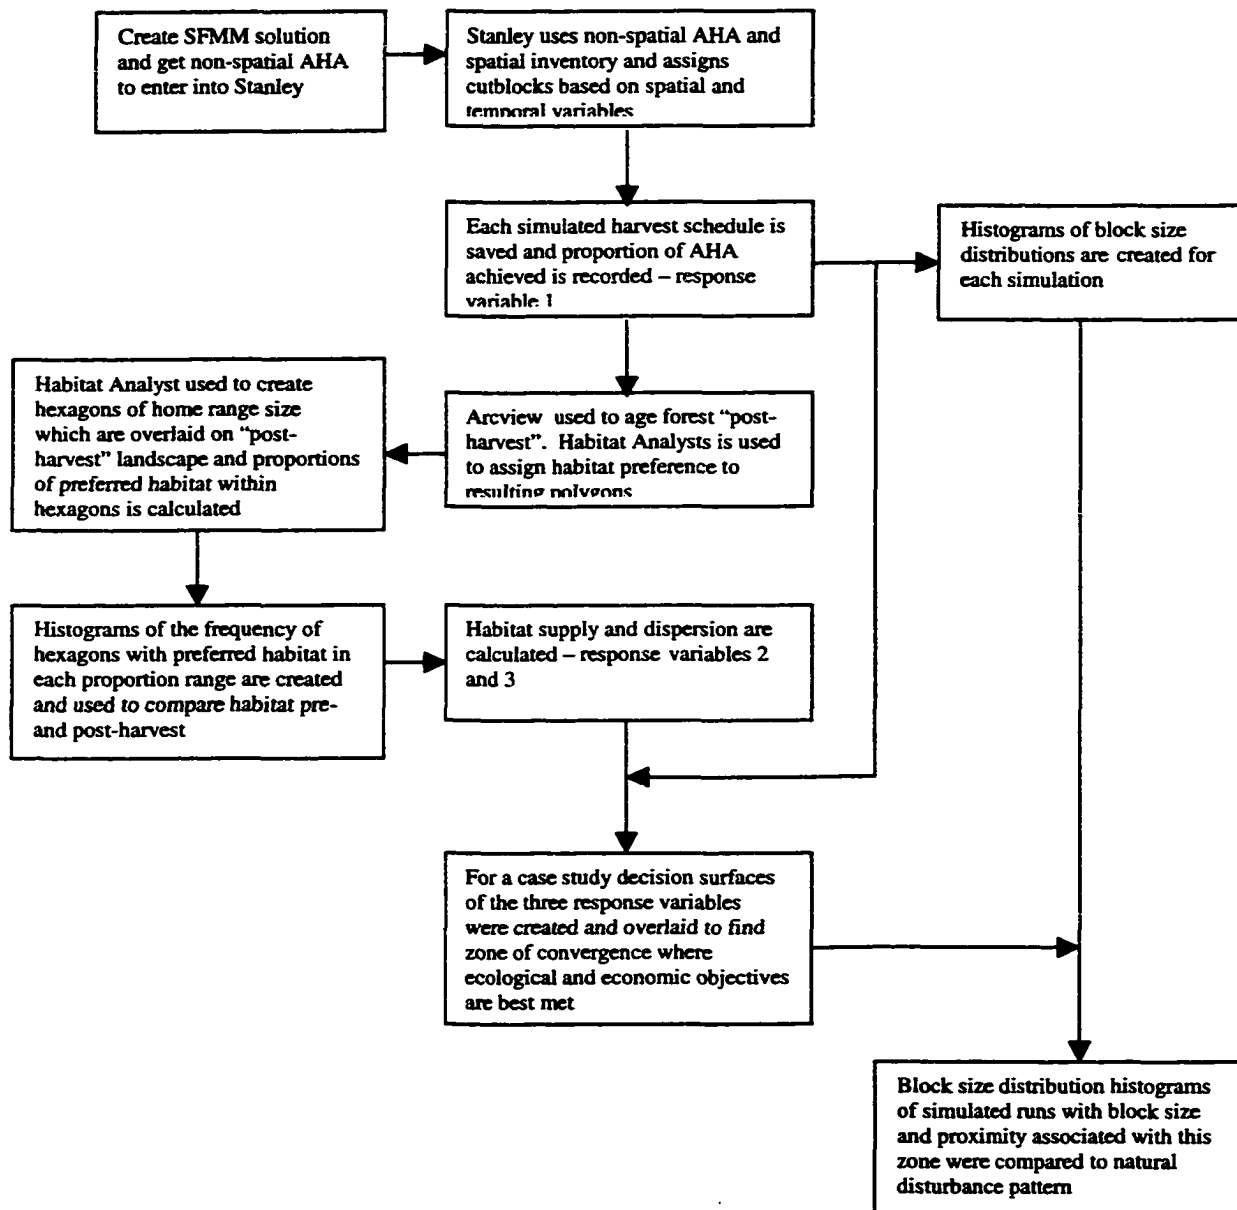 Create SFMM solution
and get non-spatial AHA
to enter into Stanley
Stanley uses non-spatial AHA and
spatial inventory and assigns
cutblocks based on spatial and
temporal variables
Each simulated harvest schedule is
saved and proportion of AHA
achieved is recorded – response
variable 1
Histograms of block size
distributions are created for
each simulation
Habitat Analyst used to create
hexagons of home range size
which are overlaid on “post-
harvest” landscape and proportions
of preferred habitat within
hexagons is calculated
Arcview used to age forest “post-
harvest”. Habitat Analysts is used
to assign habitat preference to
resulting polygons
Histograms of the frequency of
hexagons with preferred habitat in
each proportion range are created
and used to compare habitat pre-
and post-harvest
Habitat supply and dispersion are
calculated – response variables 2
and 3
For a case study decision surfaces
of the three response variables
were created and overlaid to find
zone of convergence where
ecological and economic objectives
are best met
Block size distribution histograms
of simulated runs with block size
and proximity associated with this
zone were compared to natural
disturbance pattern